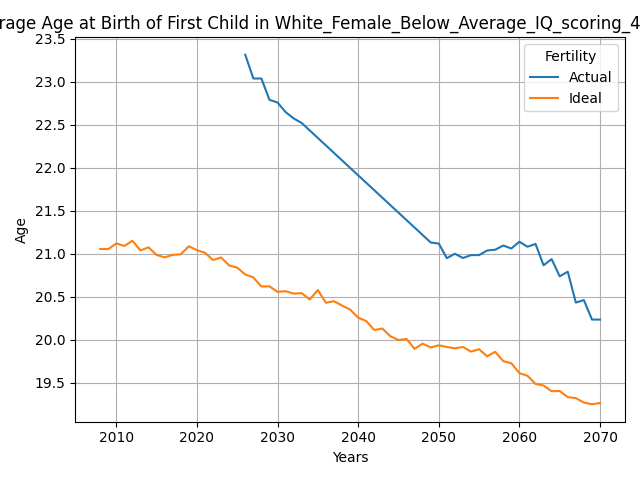 rage Age at Birth of First Child in White_Female_Below_Average_IQ_scoring_4
23.5
23.0
22.5
22.0
21.5
21.0
20.5
20.0
19.5
Age
Fertility
Actual
Ideal
2010 2020 2030 2040 2050 2060 2070
Years